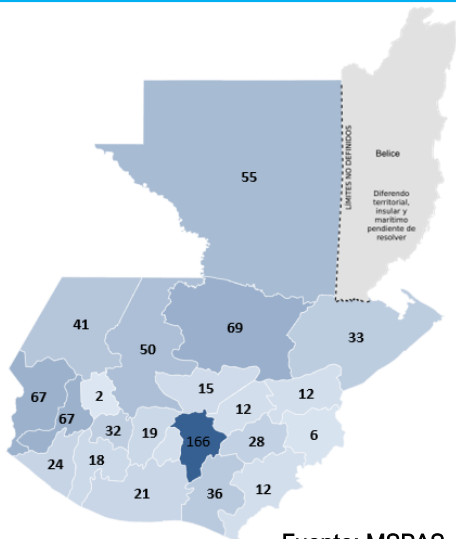 55
LÍMITES NO DEFINIDOS
Belice
Diferendo
territorial,
insular y
marítimo
pendiente de
resolver
41
50
69
33
67
2
15
12
12
67
32
19
166
28
6
24
18
21
36
12
Fuente: MSPAS